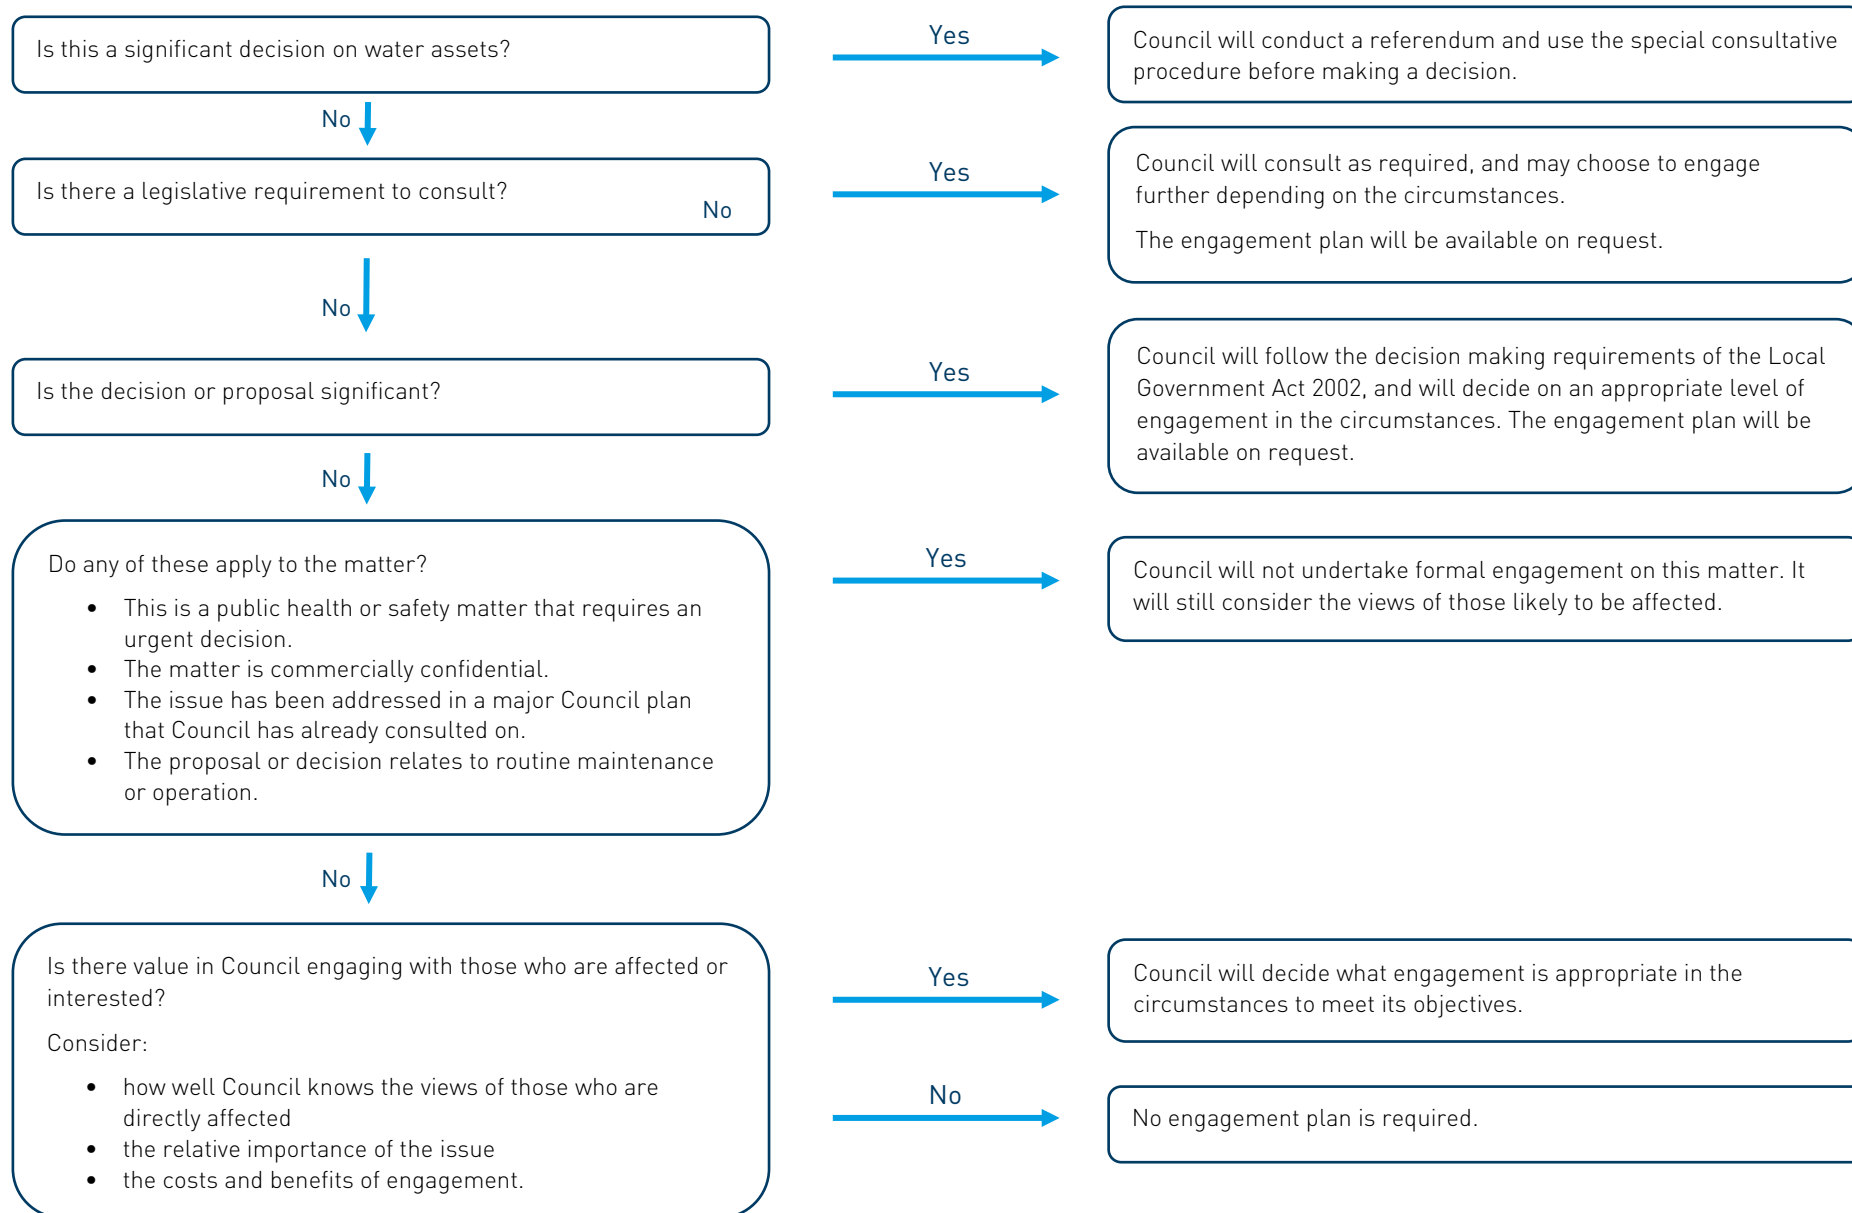 Is this a significant decision on water assets?
Yes
Council will conduct a referendum and use the special consultative
procedure before making a decision.
No
Is there a legislative requirement to consult?
No
Yes
Council will consult as required, and may choose to engage
further depending on the circumstances.
The engagement plan will be available on request.
No
Is the decision or proposal significant?
Yes
Council will follow the decision making requirements of the Local
Government Act 2002, and will decide on an appropriate level of
engagement in the circumstances. The engagement plan will be
available on request.
No
Do any of these apply to the matter?
• This is a public health or safety matter that requires an
urgent decision.
• The matter is commercially confidential.
• The issue has been addressed in a major Council plan
that Council has already consulted on.
• The proposal or decision relates to routine maintenance
or operation.
Yes
Council will not undertake formal engagement on this matter. It
will still consider the views of those likely to be affected.
No
Is there value in Council engaging with those who are affected or
interested?
Consider:
• how well Council knows the views of those who are
directly affected
• the relative importance of the issue
• the costs and benefits of engagement.
Yes
Council will decide what engagement is appropriate in the
circumstances to meet its objectives.
No
No engagement plan is required.